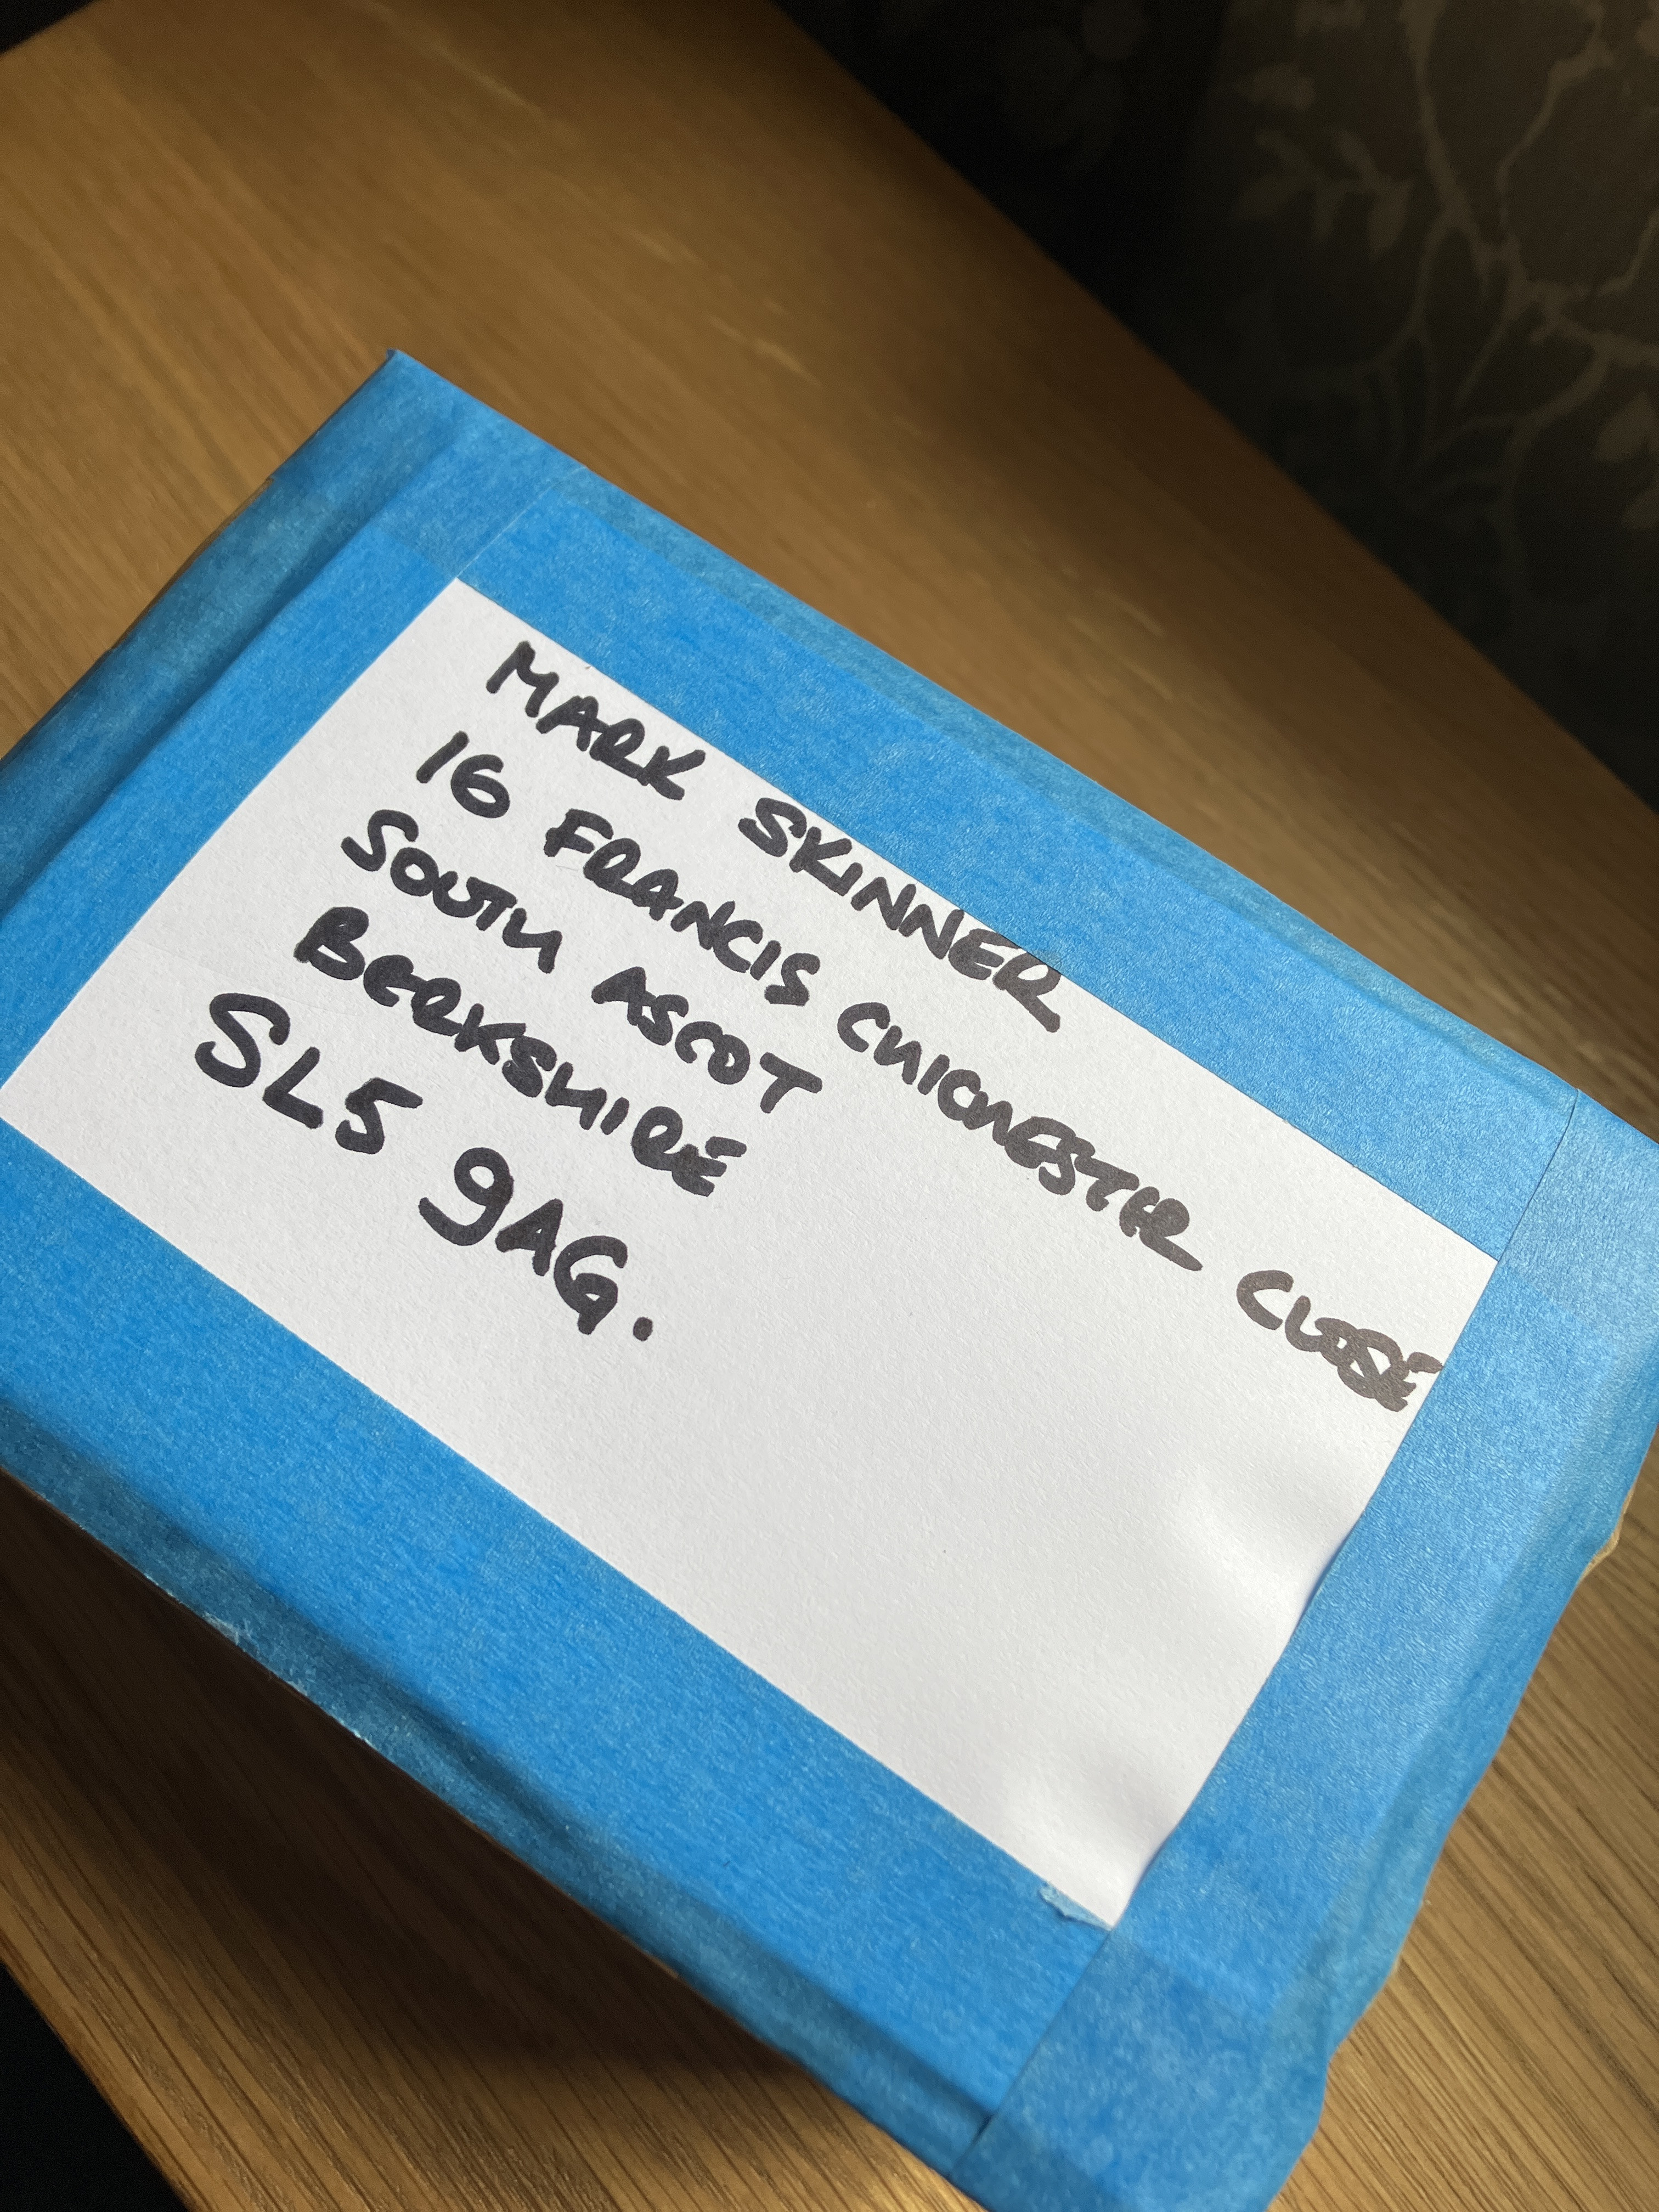 MARK SKINNER
16 FRANCIS CHICHESTER CLOSE
SOUTH ASCOT
BERKSHIRE
SL5 9AG.